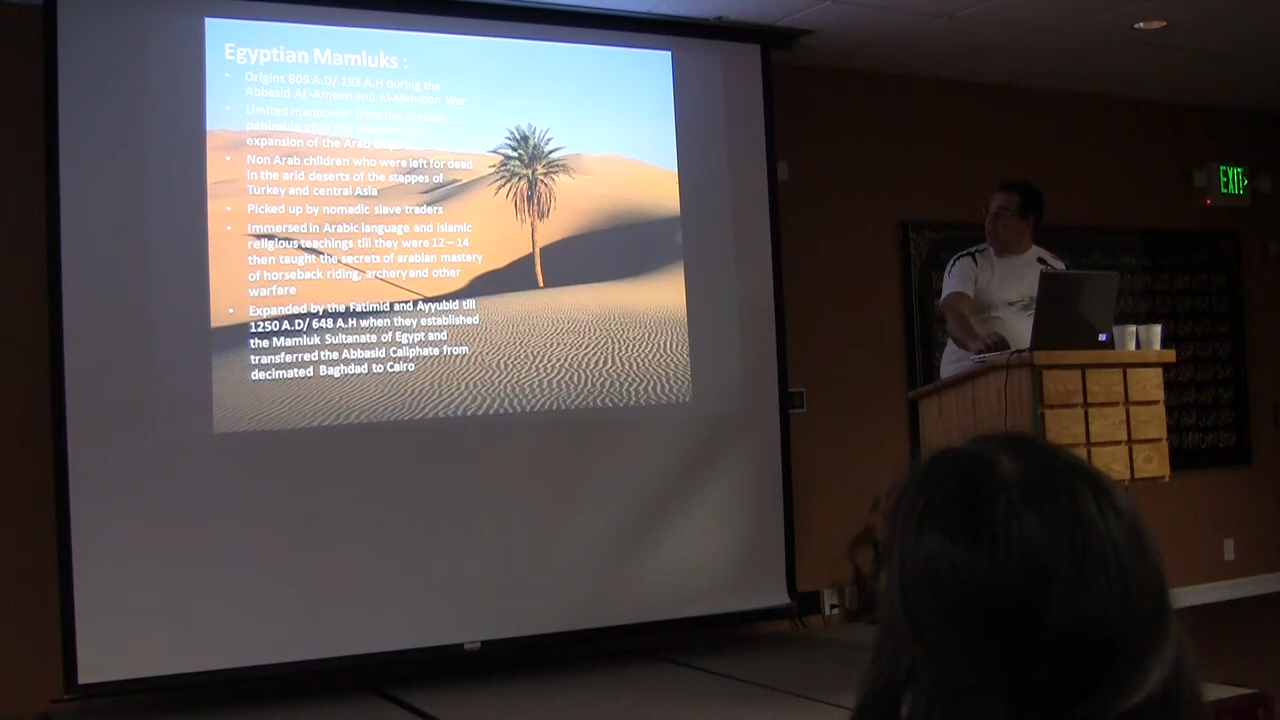 Egyptian Mamluks :
• Origins 809 A.D/ 193 A.H during the
Abbasid Al-Ameen and Al-Mamoon War
• Limited manpower from the Arabian
peninsula after the
expansion of the Arab
• Non Arab children who were left for dead
in the arid deserts of the steppes of
Turkey and central Asia
• Picked up by nomadic slave traders
• Immersed in Arabic language and islamic
religious teachings till they were 12 – 14
then taught the secrets of arabian mastery
of horseback riding, archery and other
warfare
• Expanded by the Fatimid and Ayyubid till
1250 A.D/ 648 A.H when they established
the Mamluk Sultanate of Egypt and
transferred the Abbasid Caliphate from
decimated Baghdad to Cairo
EXIT